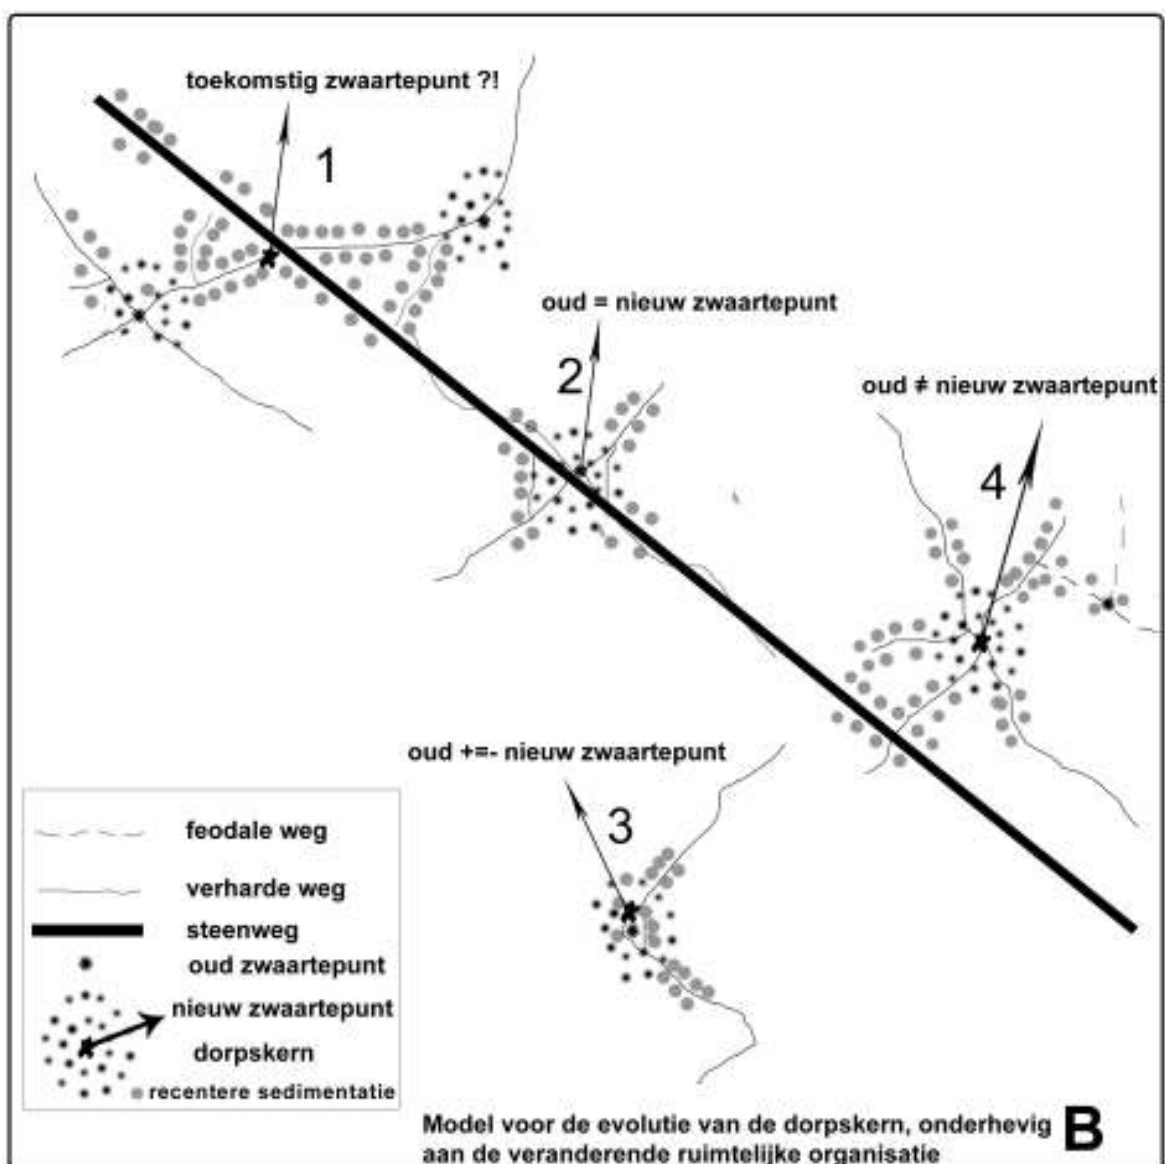 toekomstig zwaartepunt ?!
1
oud = nieuw zwaartepunt
2
oud ≠ nieuw zwaartepunt
4
oud +=- nieuw zwaartepunt
3
feodale weg
verharde weg
steenweg
oud zwaartepunt
nieuw zwaartepunt
dorpskern
recentere sedimentatie
Model voor de evolutie van de dorpskern, onderhevig
aan de veranderende ruimtelijke organisatie
B